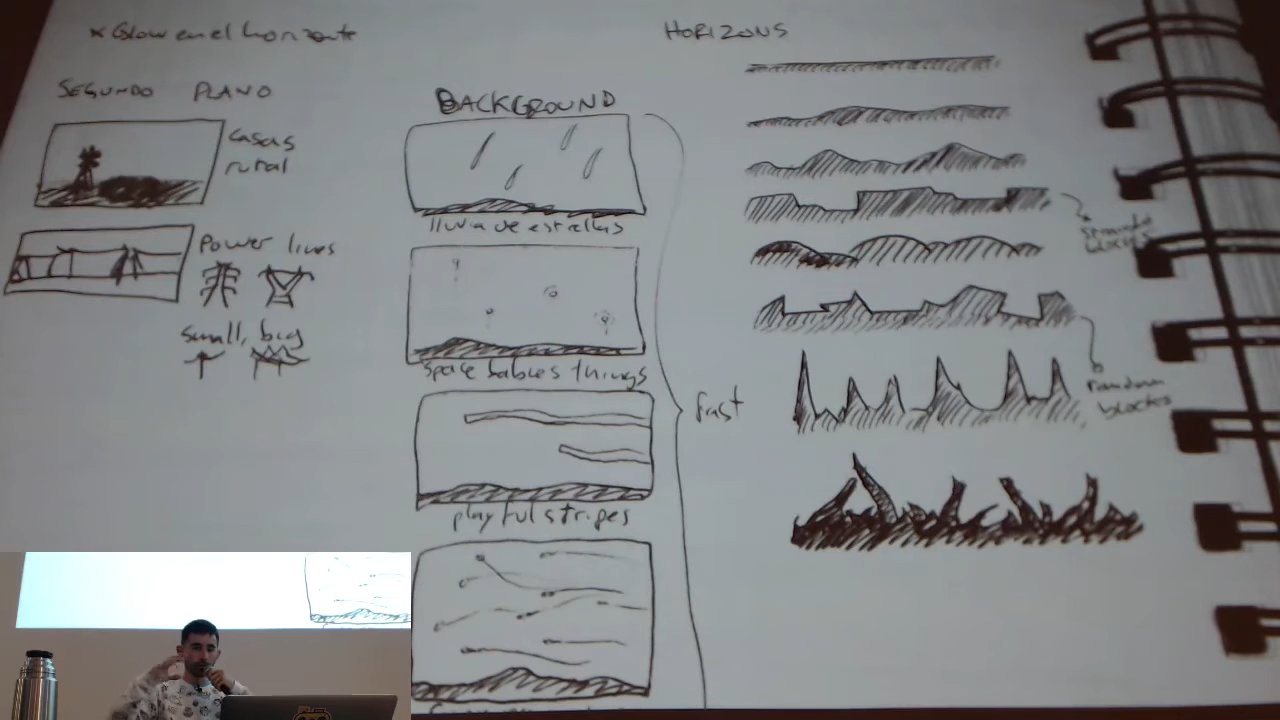 x Glow en el horizonte
SEGUNDO PLANO
casas
rural
Power lines
small, big
BACKGROUND
lluvia de estrellas
space babies things
playful stripes
fast
HORIZONS
blocks
random
blocks